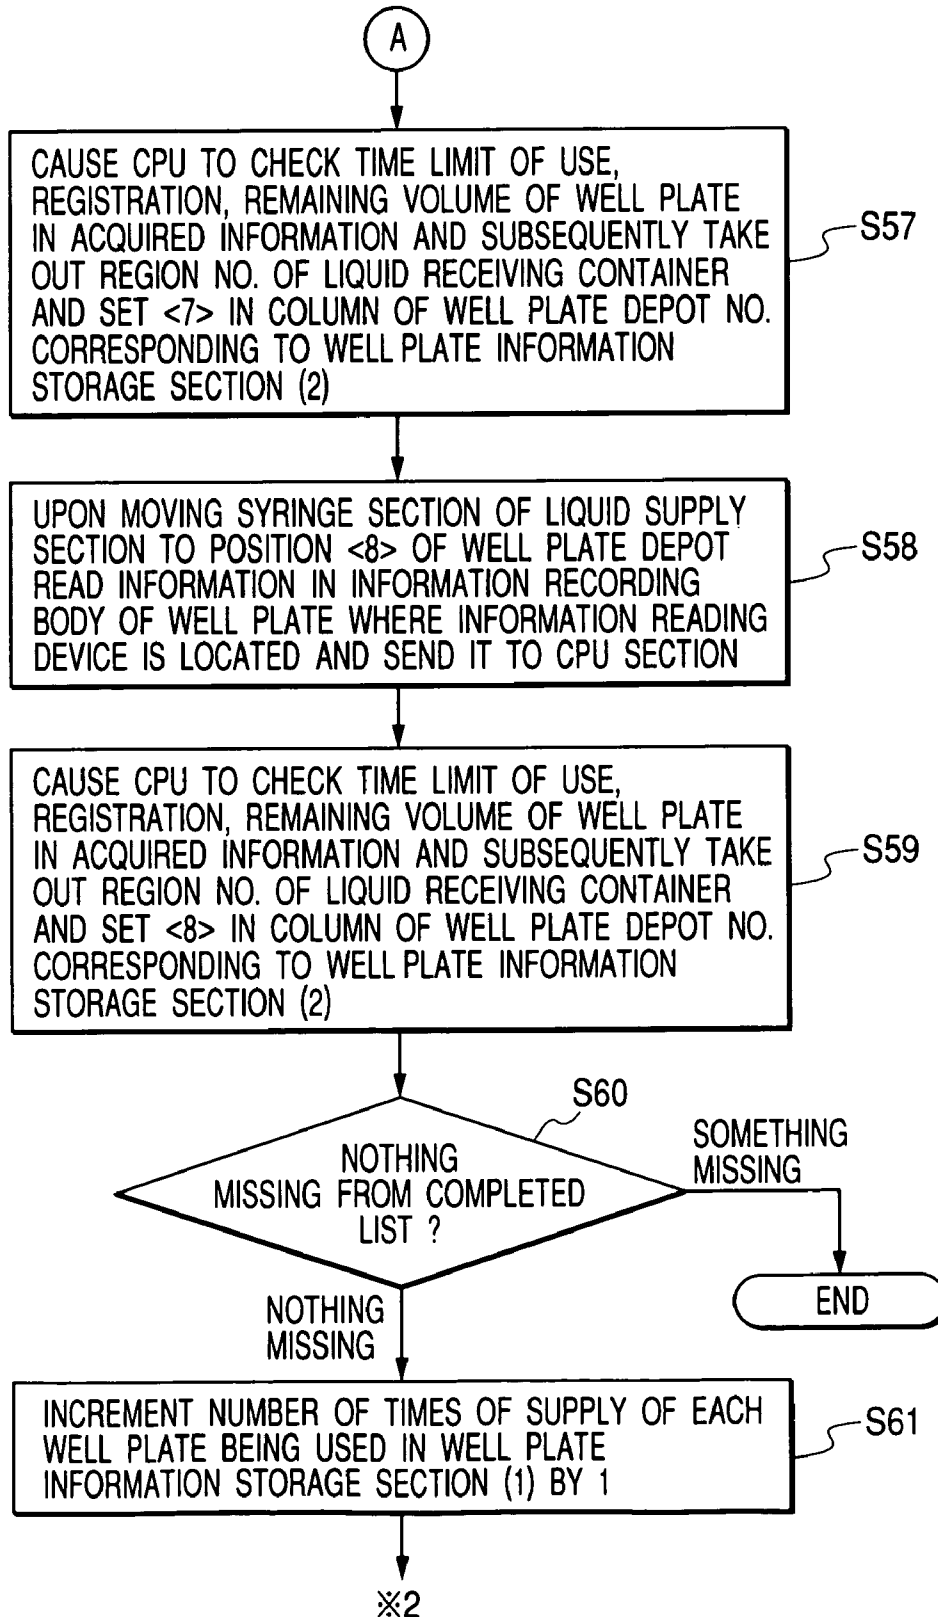 A
CAUSE CPU TO CHECK TIME LIMIT OF USE,
REGISTRATION, REMAINING VOLUME OF WELL PLATE
IN ACQUIRED INFORMATION AND SUBSEQUENTLY TAKE
OUT REGION NO. OF LIQUID RECEIVING CONTAINER
AND SET <7> IN COLUMN OF WELL PLATE DEPOT NO.
CORRESPONDING TO WELL PLATE INFORMATION
STORAGE SECTION (2)
S57
UPON MOVING SYRINGE SECTION OF LIQUID SUPPLY
SECTION TO POSITION <8> OF WELL PLATE DEPOT
READ INFORMATION IN INFORMATION RECORDING
BODY OF WELL PLATE WHERE INFORMATION READING
DEVICE IS LOCATED AND SEND IT TO CPU SECTION
S58
CAUSE CPU TO CHECK TIME LIMIT OF USE,
REGISTRATION, REMAINING VOLUME OF WELL PLATE
IN ACQUIRED INFORMATION AND SUBSEQUENTLY TAKE
OUT REGION NO. OF LIQUID RECEIVING CONTAINER
AND SET <8> IN COLUMN OF WELL PLATE DEPOT NO.
CORRESPONDING TO WELL PLATE INFORMATION
STORAGE SECTION (2)
S59
S60
NOTHING
MISSING FROM COMPLETED
LIST ?
SOMETHING
MISSING
END
NOTHING
MISSING
INCREMENT NUMBER OF TIMES OF SUPPLY OF EACH
WELL PLATE BEING USED IN WELL PLATE
INFORMATION STORAGE SECTION (1) BY 1
S61
※2